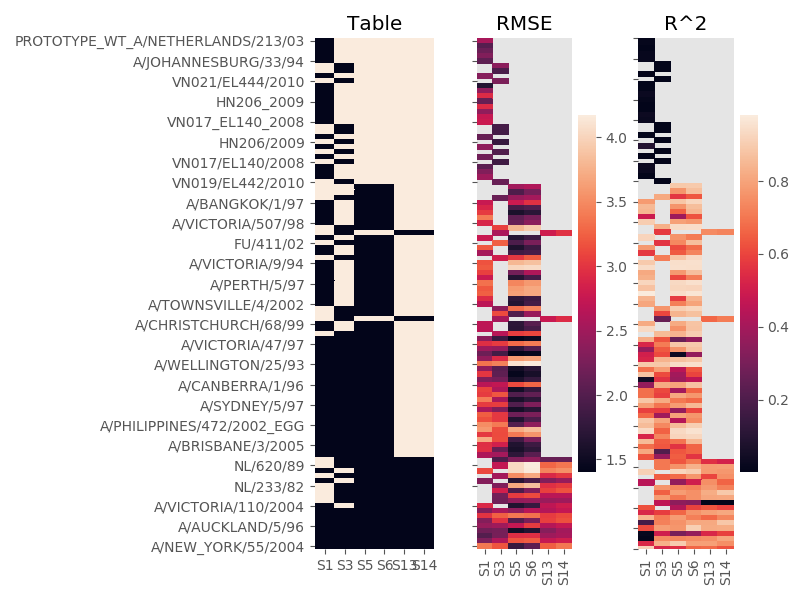 Table
RMSE
R^2
PROTOTYPE_WT_A/NETHERLANDS/213/03
A/JOHANNESBURG/33/94
VN021/EL444/2010
HN206_2009
VN017_EL140_2008
HN206/2009
VN017/EL140/2008
VN019/EL442/2010
A/BANGKOK/1/97
A/VICTORIA/507/98
FU/411/02
A/VICTORIA/9/94
A/PERTH/5/97
A/TOWNSVILLE/4/2002
A/CHRISTCHURCH/68/99
A/VICTORIA/47/97
A/WELLINGTON/25/93
A/CANBERRA/1/96
A/SYDNEY/5/97
A/PHILIPPINES/472/2002_EGG
A/BRISBANE/3/2005
NL/620/89
NL/233/82
A/VICTORIA/110/2004
A/AUCKLAND/5/96
A/NEW_YORK/55/2004
S1 S3 S5 S6 S13 S14
S1 S3 S5 S6 S13 S14
4.0
3.5
3.0
2.5
2.0
1.5
S1 S3 S5 S6 S13 S14
0.8
0.6
0.4
0.2